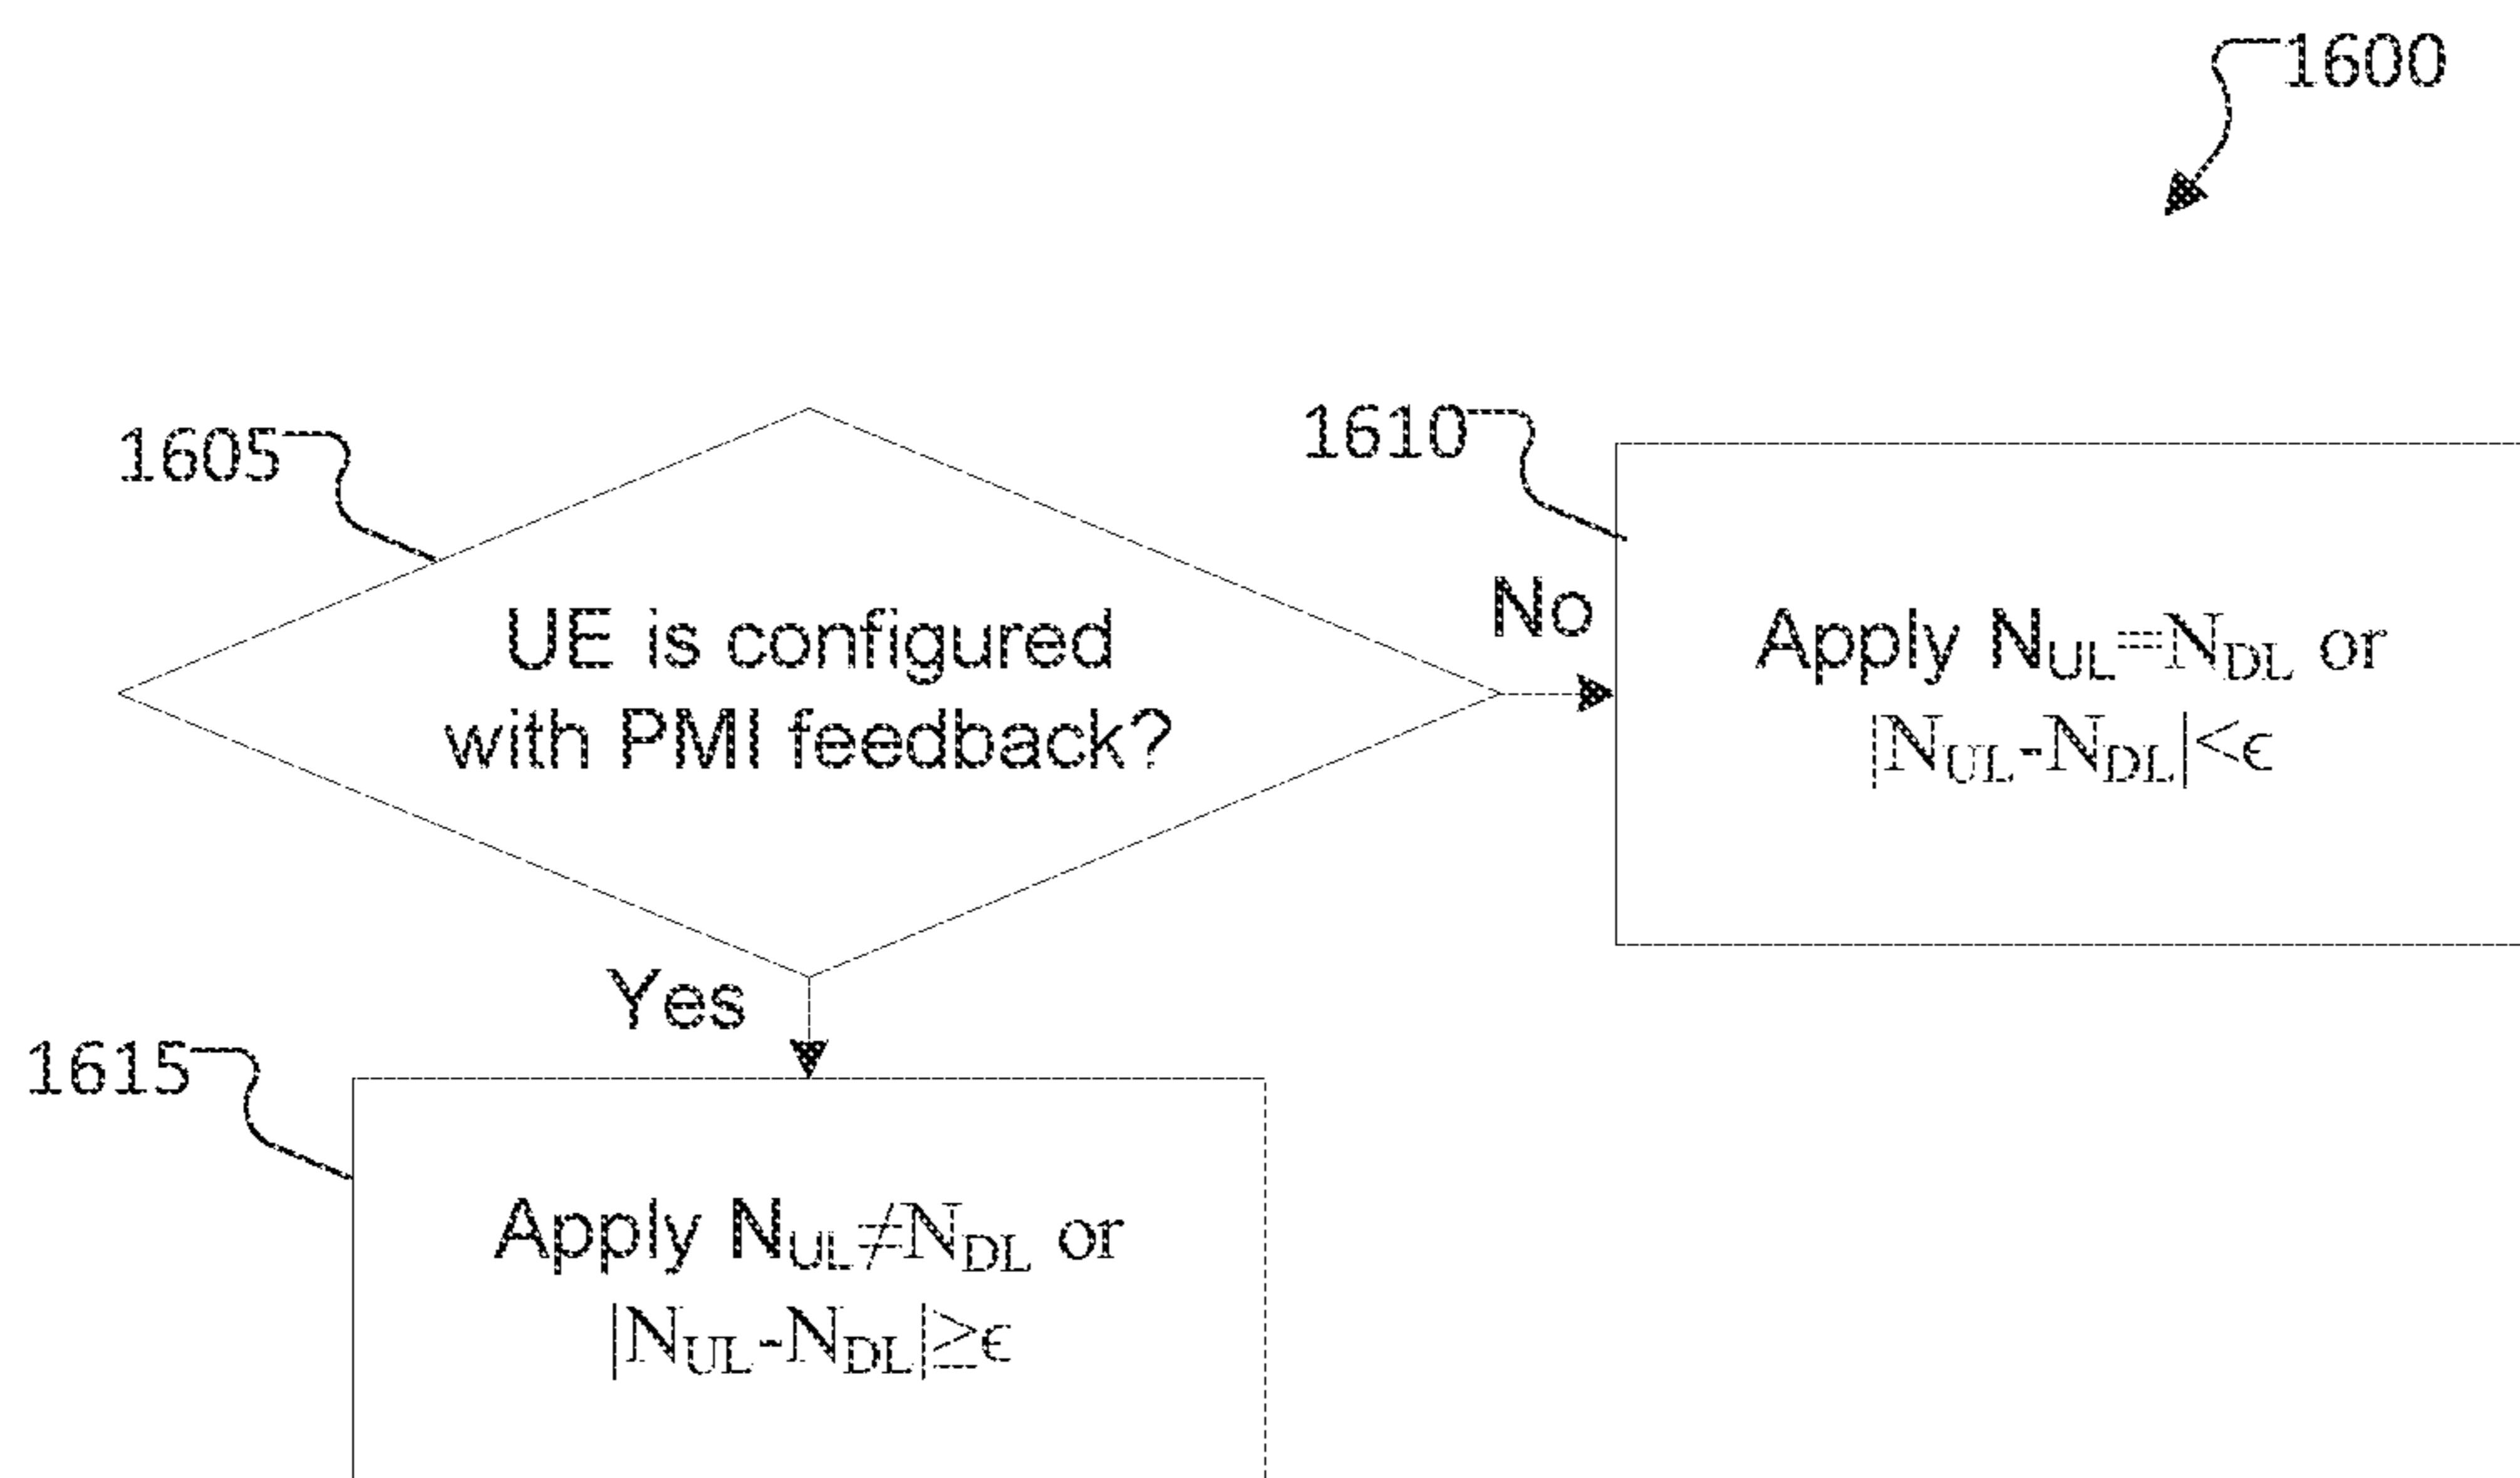 1600
1605
1610
UE is configured
with PMI feedback?
No
Apply NUL=NDL or
|NUL-NDL|<ϵ
Yes
1615
Apply NUL≠NDL or
|NUL-NDL|≥ϵ